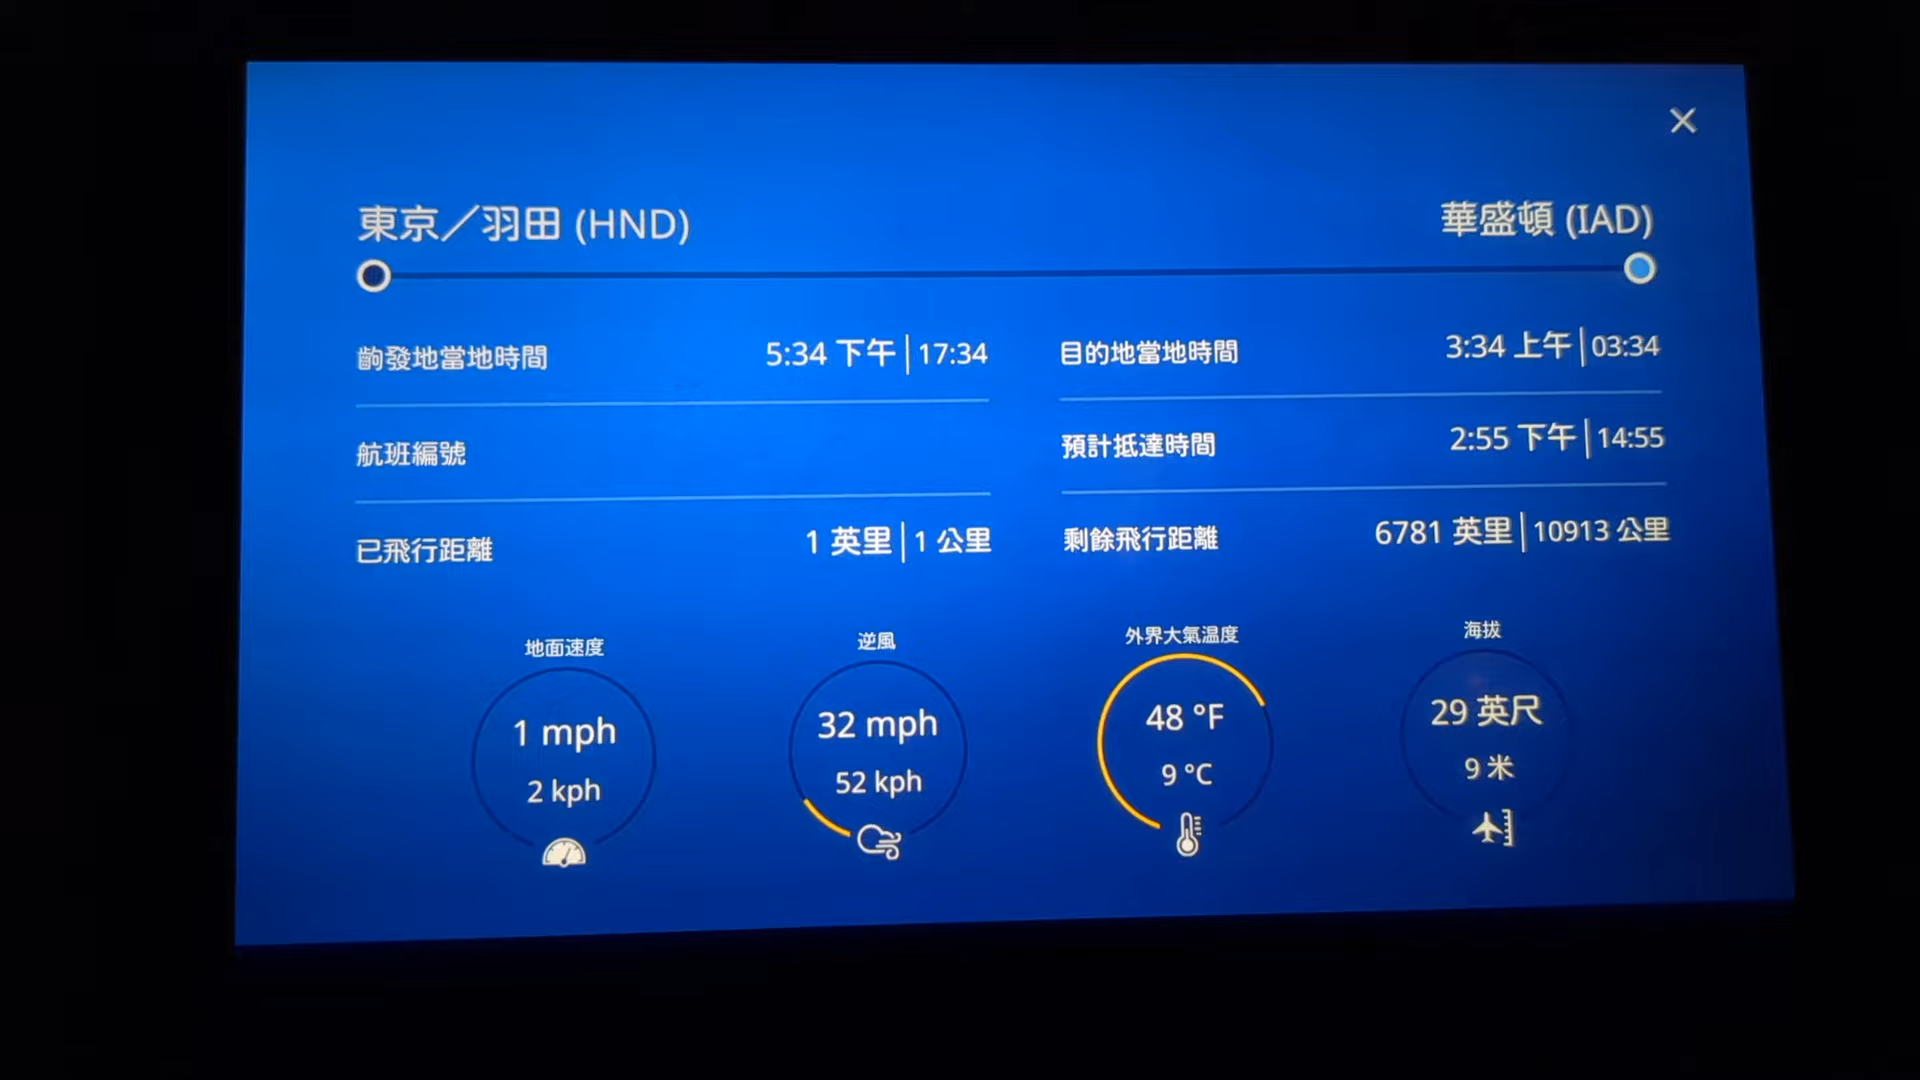 東京／羽田 (HND)
華盛頓 (IAD)
齣發地當地時間 5:34 下午 | 17:34
目的地當地時間 3:34 上午 | 03:34
航班編號
預計抵達時間 2:55 下午 | 14:55
已飛行距離 1 英里 | 1 公里
剩餘飛行距離 6781 英里 | 10913 公里
地面速度
1 mph
2 kph
逆風
32 mph
52 kph
外界大氣温度
48 °F
9 °C
海拔
29 英尺
9 米